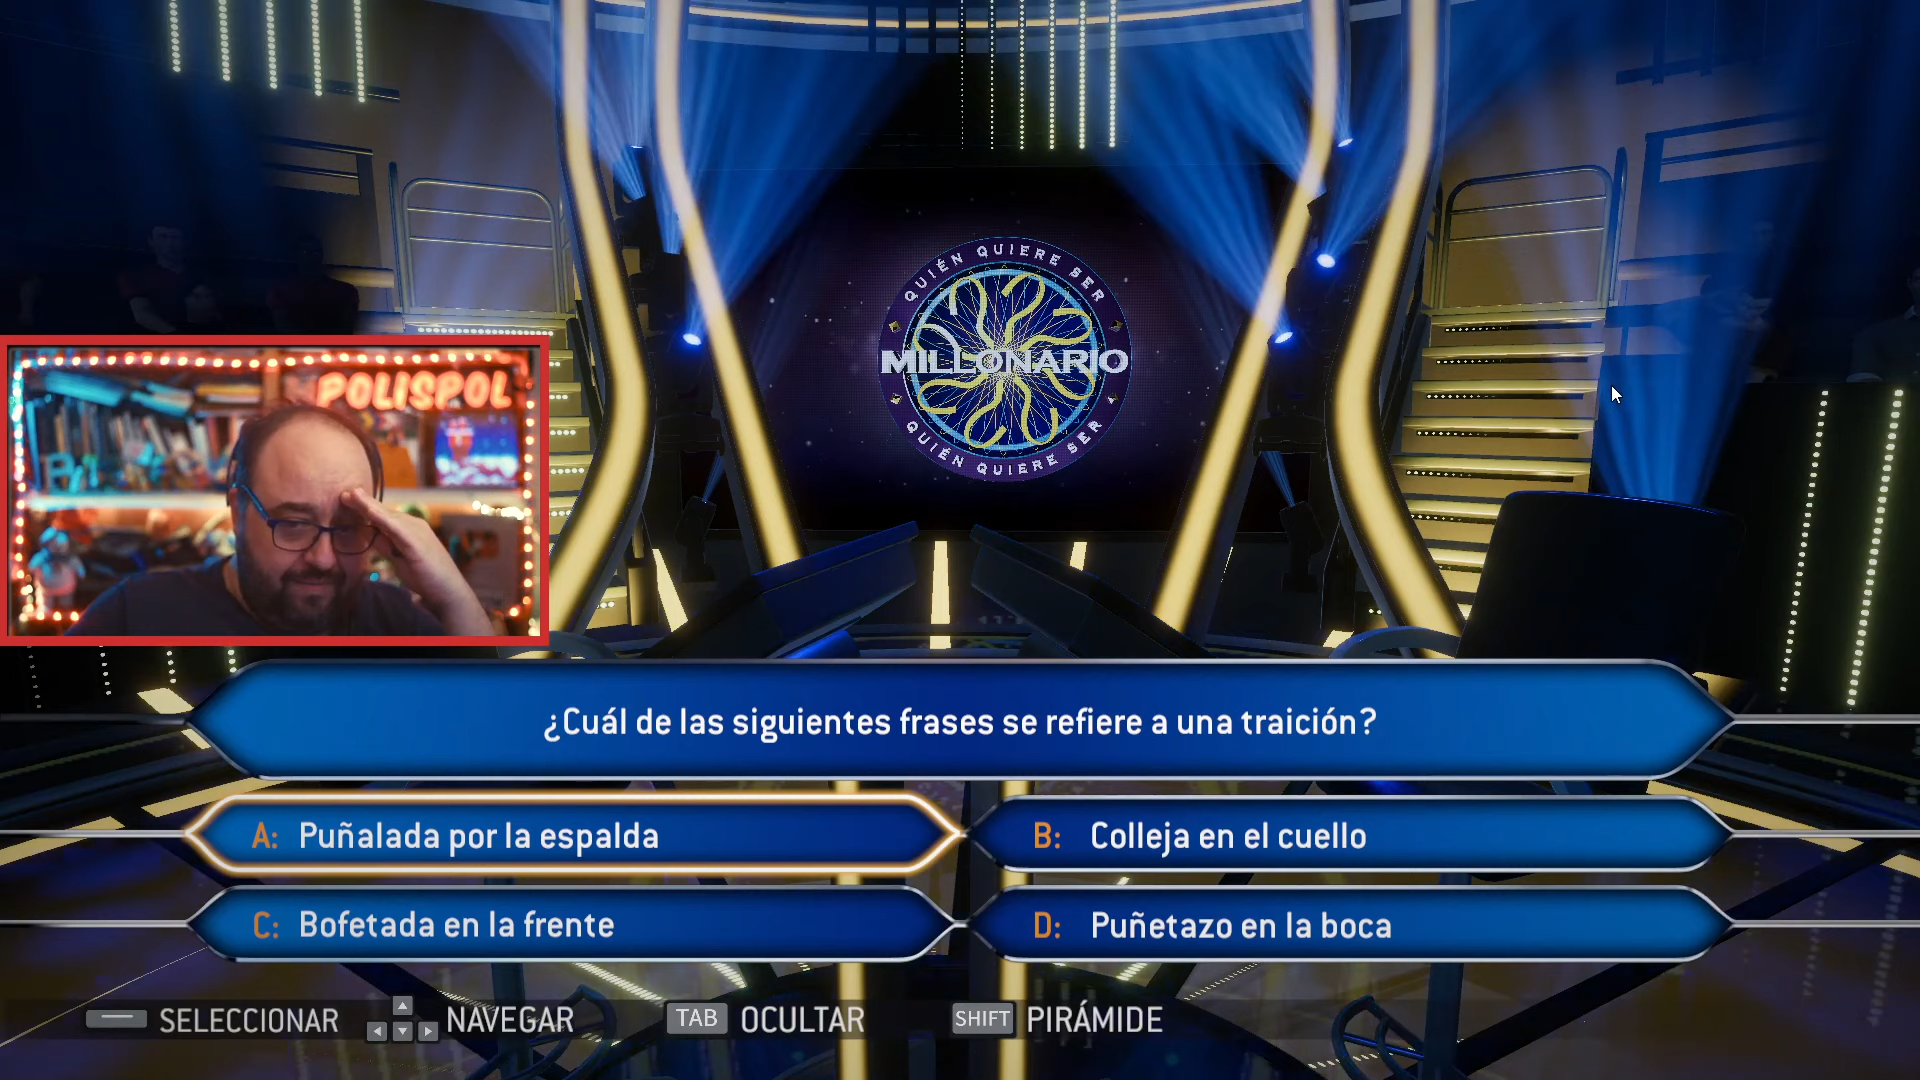 QUIÉN QUIERE SER
MILLONARIO
QUIÉN QUIERE SER
POLISPOL
¿Cuál de las siguientes frases se refiere a una traición?
A: Puñalada por la espalda
B: Colleja en el cuello
C: Bofetada en la frente
D: Puñetazo en la boca
SELECCIONAR NAVEGAR TAB OCULTAR SHIFT PIRÁMIDE